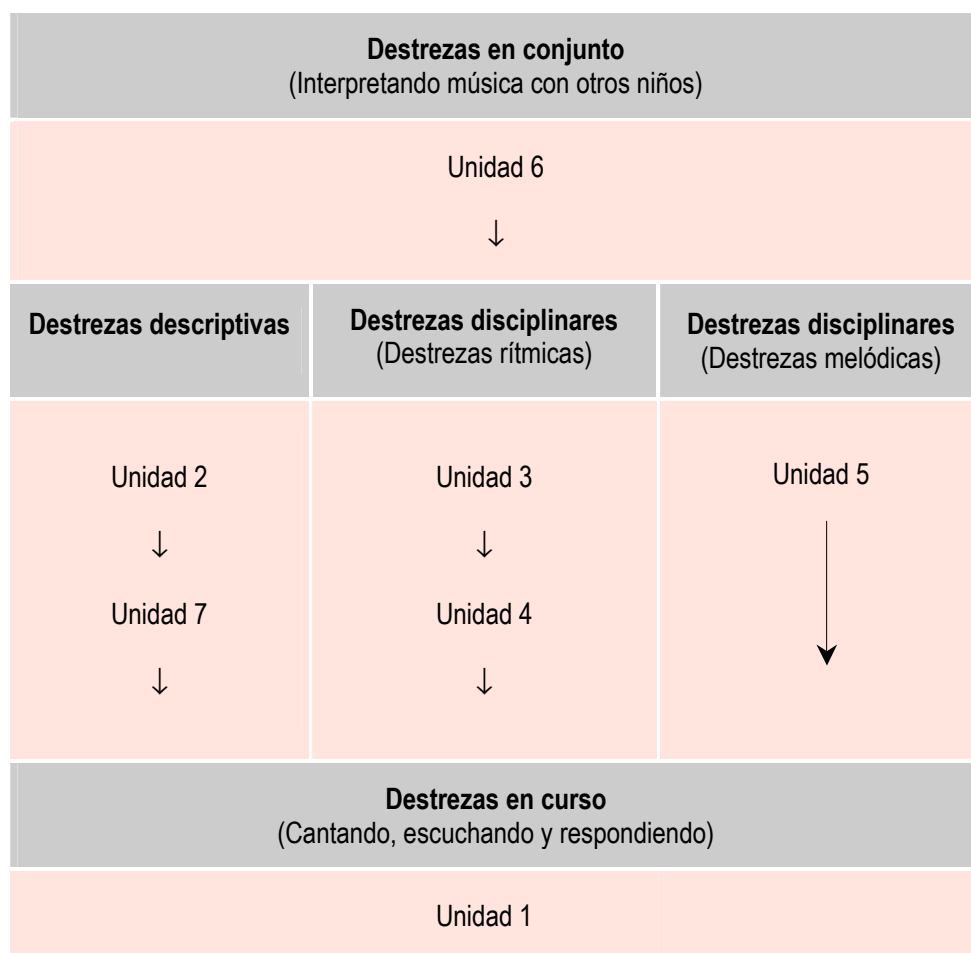 Destrezas en conjunto
(Interpretando música con otros niños)
Unidad 6
↓
Destrezas descriptivas
Destrezas disciplinares
(Destrezas rítmicas)
Destrezas disciplinares
(Destrezas melódicas)
Unidad 2
↓
Unidad 7
↓
Unidad 3
↓
Unidad 4
↓
Unidad 5
Destrezas en curso
(Cantando, escuchando y respondiendo)
Unidad 1